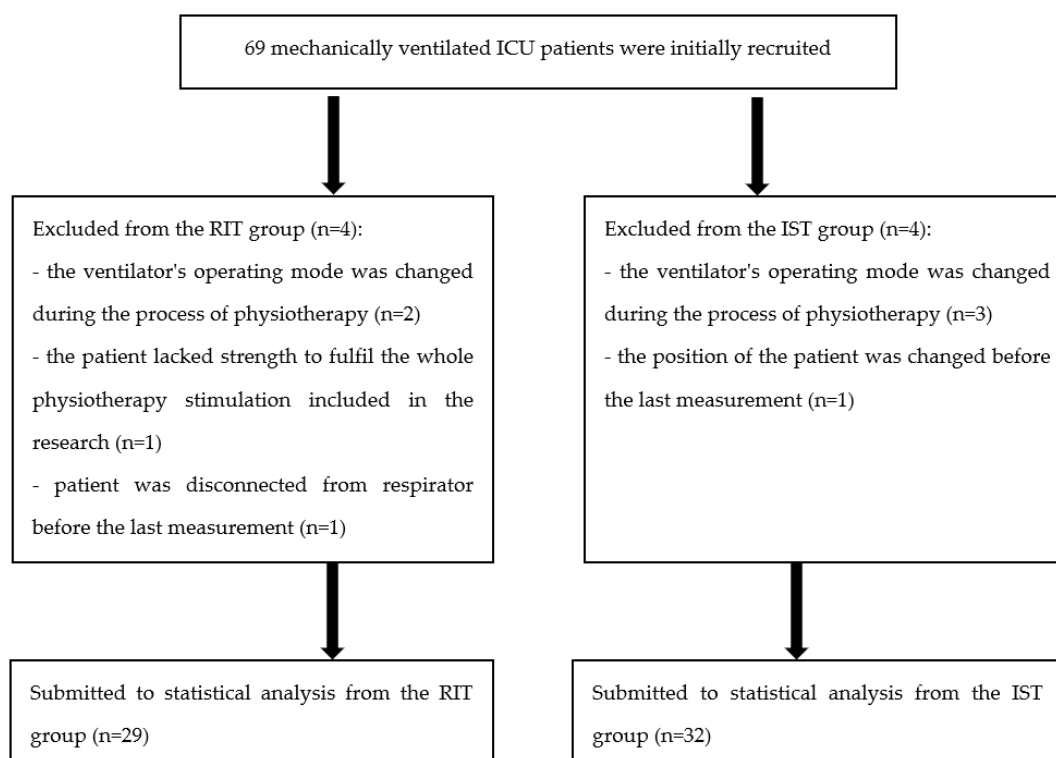 69 mechanically ventilated ICU patients were initially recruited
Excluded from the RIT group (n=4):
- the ventilator's operating mode was changed
during the process of physiotherapy (n=2)
- the patient lacked strength to fulfil the whole
physiotherapy stimulation included in the
research (n=1)
- patient was disconnected from respirator
before the last measurement (n=1)
Excluded from the IST group (n=4):
- the ventilator's operating mode was changed
during the process of physiotherapy (n=3)
- the position of the patient was changed before
the last measurement (n=1)
Submitted to statistical analysis from the RIT
group (n=29)
Submitted to statistical analysis from the IST
group (n=32)